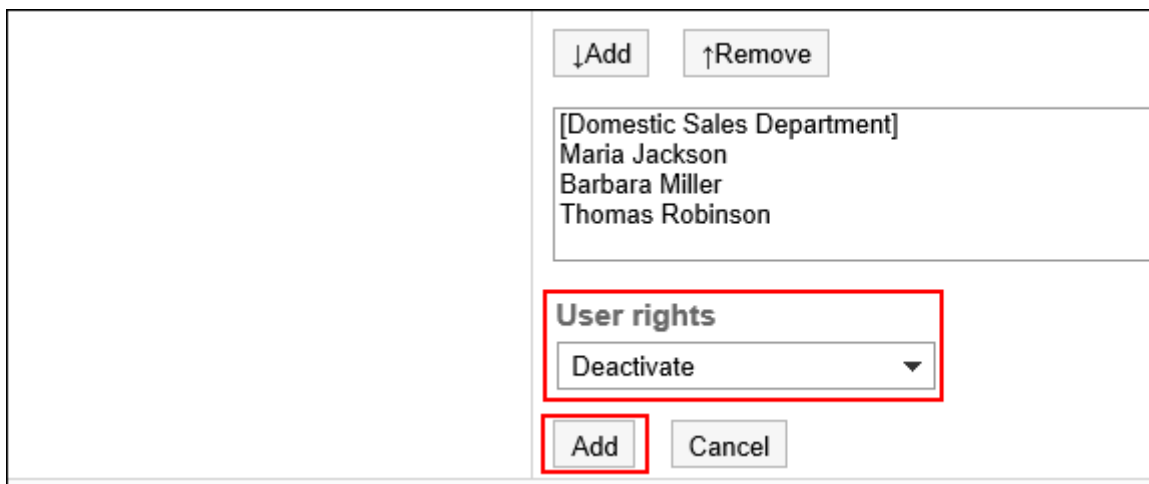 ↓Add ↑Remove
[Domestic Sales Department]
Maria Jackson
Barbara Miller
Thomas Robinson
User rights
Deactivate
Add Cancel